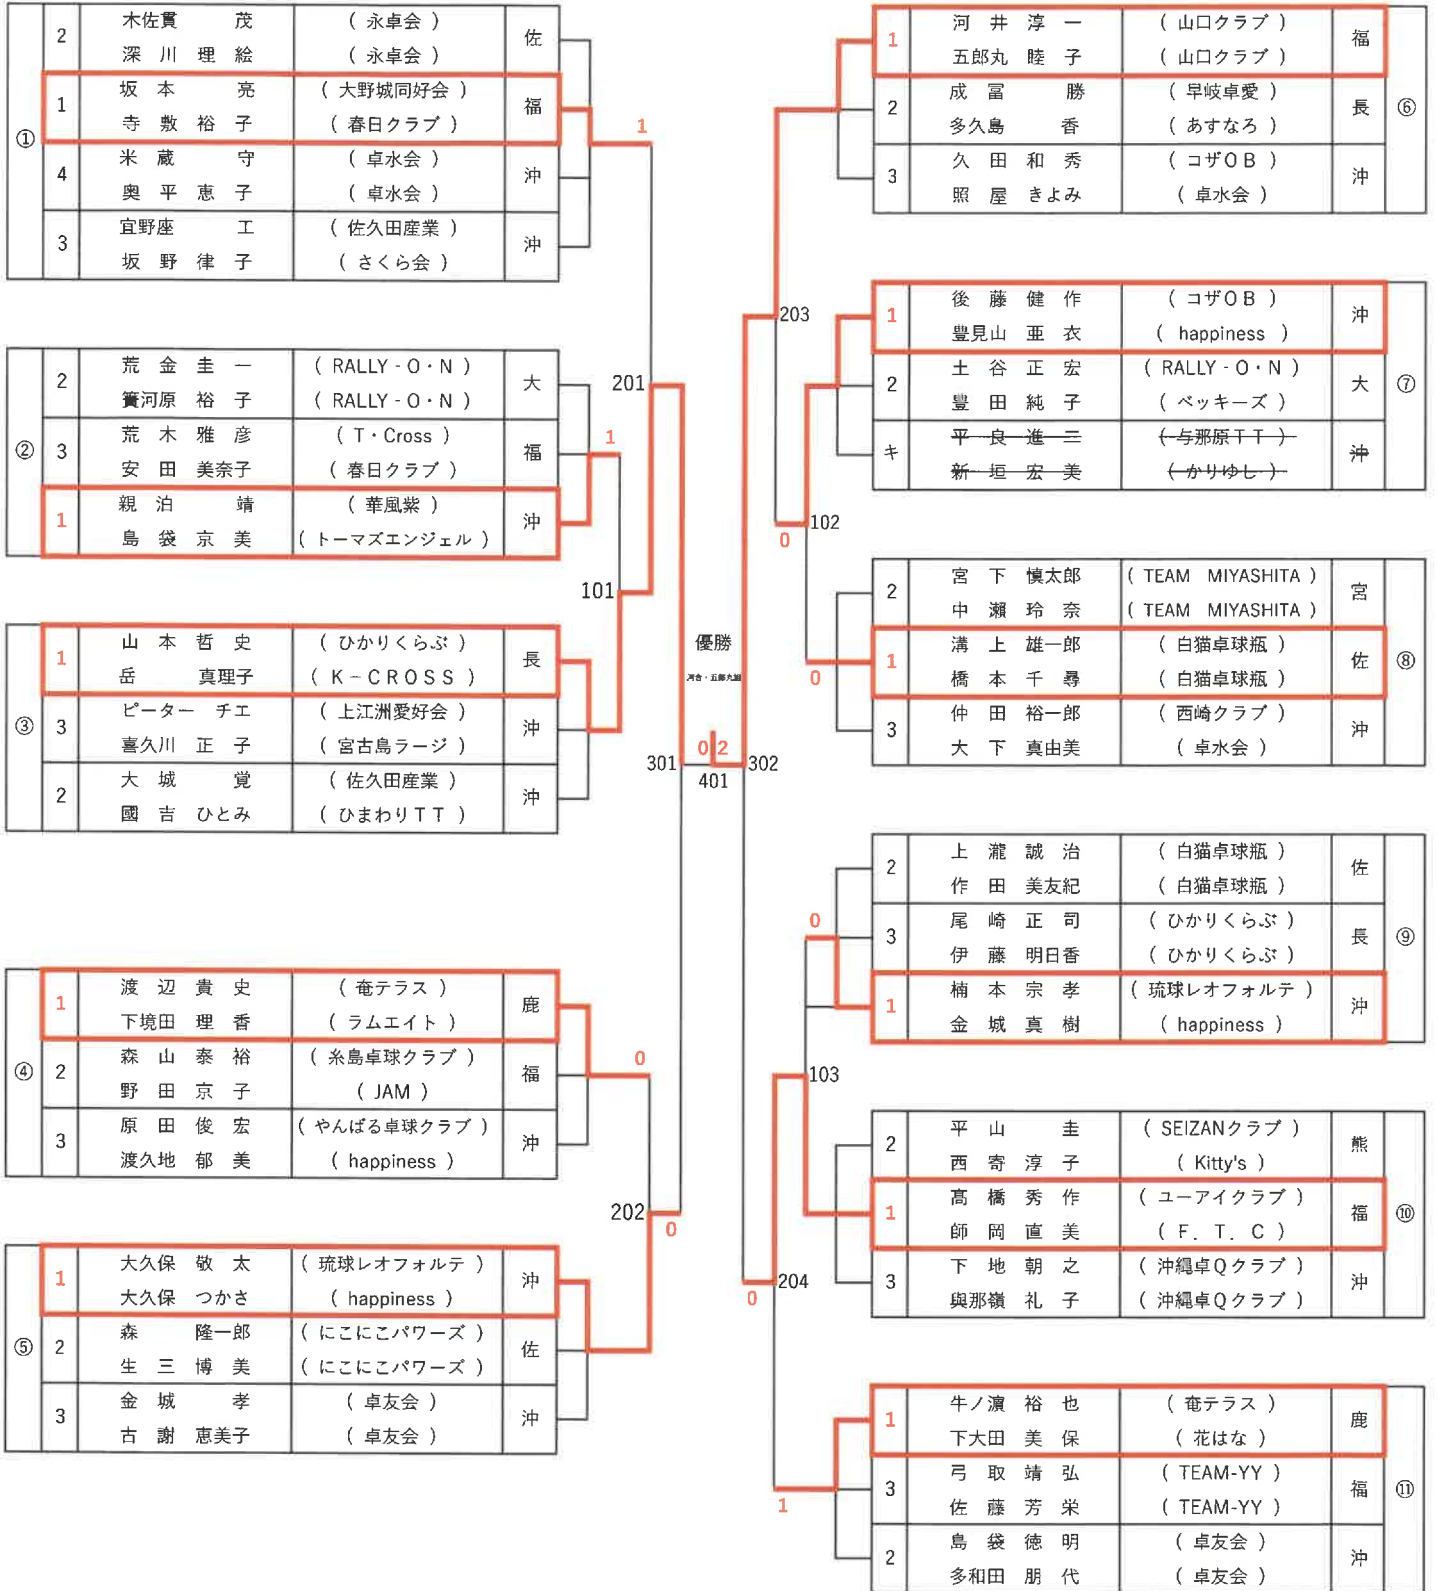 ①
2
木佐貫 茂 ( 永卓会 )
深川 理絵 ( 永卓会 )
佐
1
坂本 亮 ( 大野城同好会 )
寺敷 裕子 ( 春日クラブ )
福
4
米蔵 守 ( 卓水会 )
奥平 恵子 ( 卓水会 )
沖
3
宜野座 工 ( 佐久田産業 )
坂野 律子 ( さくら会 )
沖
1
②
2
荒金 圭一 ( RALLY - O・N )
簀河原 裕子 ( RALLY - O・N )
大
3
荒木 雅彦 ( T・Cross )
安田 美奈子 ( 春日クラブ )
福
1
親泊 靖 ( 華風紫 )
島袋 京美 ( トーマズエンジェル )
沖
1
201
101
③
1
山本 哲史 ( ひかりくらぶ )
岳 真理子 ( K－CROSS )
長
3
ピーター チエ ( 上江洲愛好会 )
喜久川 正子 ( 宮古島ラージ )
沖
2
大城 覚 ( 佐久田産業 )
國吉 ひとみ ( ひまわりTT )
沖
④
1
渡辺 貴史 ( 奄テラス )
下境田 理香 ( ラムエイト )
鹿
2
森山 泰裕 ( 糸島卓球クラブ )
野田 京子 ( JAM )
福
3
原田 俊宏 ( やんばる卓球クラブ )
渡久地 郁美 ( happiness )
沖
0
202
0
⑤
1
大久保 敬太 ( 琉球レオフォルテ )
大久保 つかさ ( happiness )
沖
2
森 隆一郎 ( にこにこパワーズ )
生三 博美 ( にこにこパワーズ )
佐
3
金城 孝 ( 卓友会 )
古謝 恵美子 ( 卓友会 )
沖
優勝
河合・五郎丸組
0 2
301
401
302
⑥
1
河井 淳一 ( 山口クラブ )
五郎丸 睦子 ( 山口クラブ )
福
2
成冨 勝 ( 早岐卓愛 )
多久島 香 ( あすなろ )
長
3
久田 和秀 ( コザOB )
照屋 きよみ ( 卓水会 )
沖
203
⑦
1
後藤 健作 ( コザOB )
豊見山 亜衣 ( happiness )
沖
2
土谷 正宏 ( RALLY - O・N )
豊田 純子 ( ベッキーズ )
大
キ
平良 進三 ( 与那原TT )
新垣 宏美 ( かりゆし )
沖
102
0
⑧
2
宮下 慎太郎 ( TEAM MIYASHITA )
中瀬 玲奈 ( TEAM MIYASHITA )
宮
1
溝上 雄一郎 ( 白猫卓球瓶 )
橋本 千尋 ( 白猫卓球瓶 )
佐
3
仲田 裕一郎 ( 西崎クラブ )
大下 真由美 ( 卓水会 )
沖
0
⑨
2
上瀧 誠治 ( 白猫卓球瓶 )
作田 美友紀 ( 白猫卓球瓶 )
佐
3
尾崎 正司 ( ひかりくらぶ )
伊藤 明日香 ( ひかりくらぶ )
長
1
楠本 宗孝 ( 琉球レオフォルテ )
金城 真樹 ( happiness )
沖
0
103
⑩
2
平山 圭 ( SEIZANクラブ )
西寄 淳子 ( Kitty's )
熊
1
髙橋 秀作 ( ユーアイクラブ )
師岡 直美 ( F．T．C )
福
3
下地 朝之 ( 沖縄卓Qクラブ )
與那嶺 礼子 ( 沖縄卓Qクラブ )
沖
204
0
⑪
1
牛ノ濵 裕也 ( 奄テラス )
下大田 美保 ( 花はな )
鹿
3
弓取 靖弘 ( TEAM-YY )
佐藤 芳栄 ( TEAM-YY )
福
2
島袋 徳明 ( 卓友会 )
多和田 朋代 ( 卓友会 )
沖
1